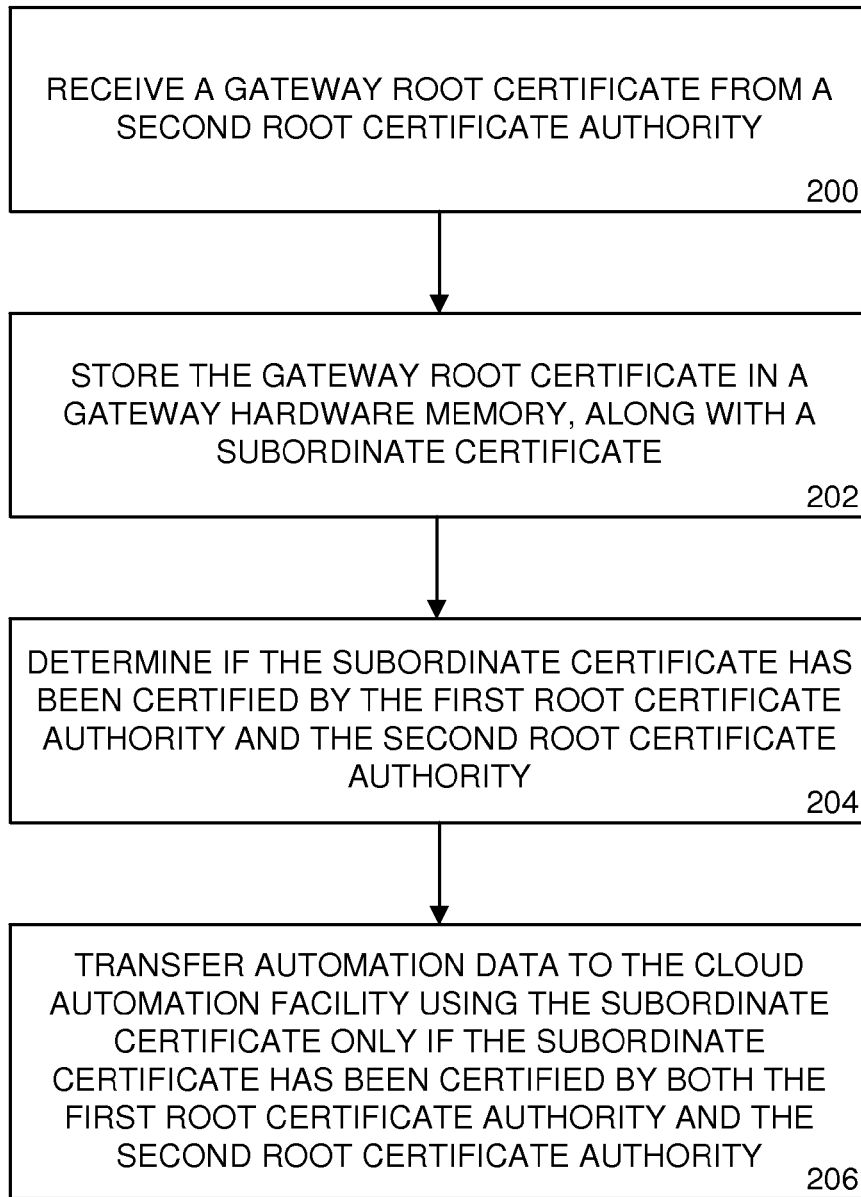 RECEIVE A GATEWAY ROOT CERTIFICATE FROM A
SECOND ROOT CERTIFICATE AUTHORITY
200
STORE THE GATEWAY ROOT CERTIFICATE IN A
GATEWAY HARDWARE MEMORY, ALONG WITH A
SUBORDINATE CERTIFICATE
202
DETERMINE IF THE SUBORDINATE CERTIFICATE HAS
BEEN CERTIFIED BY THE FIRST ROOT CERTIFICATE
AUTHORITY AND THE SECOND ROOT CERTIFICATE
AUTHORITY
204
TRANSFER AUTOMATION DATA TO THE CLOUD
AUTOMATION FACILITY USING THE SUBORDINATE
CERTIFICATE ONLY IF THE SUBORDINATE
CERTIFICATE HAS BEEN CERTIFIED BY BOTH THE
FIRST ROOT CERTIFICATE AUTHORITY AND THE
SECOND ROOT CERTIFICATE AUTHORITY
206